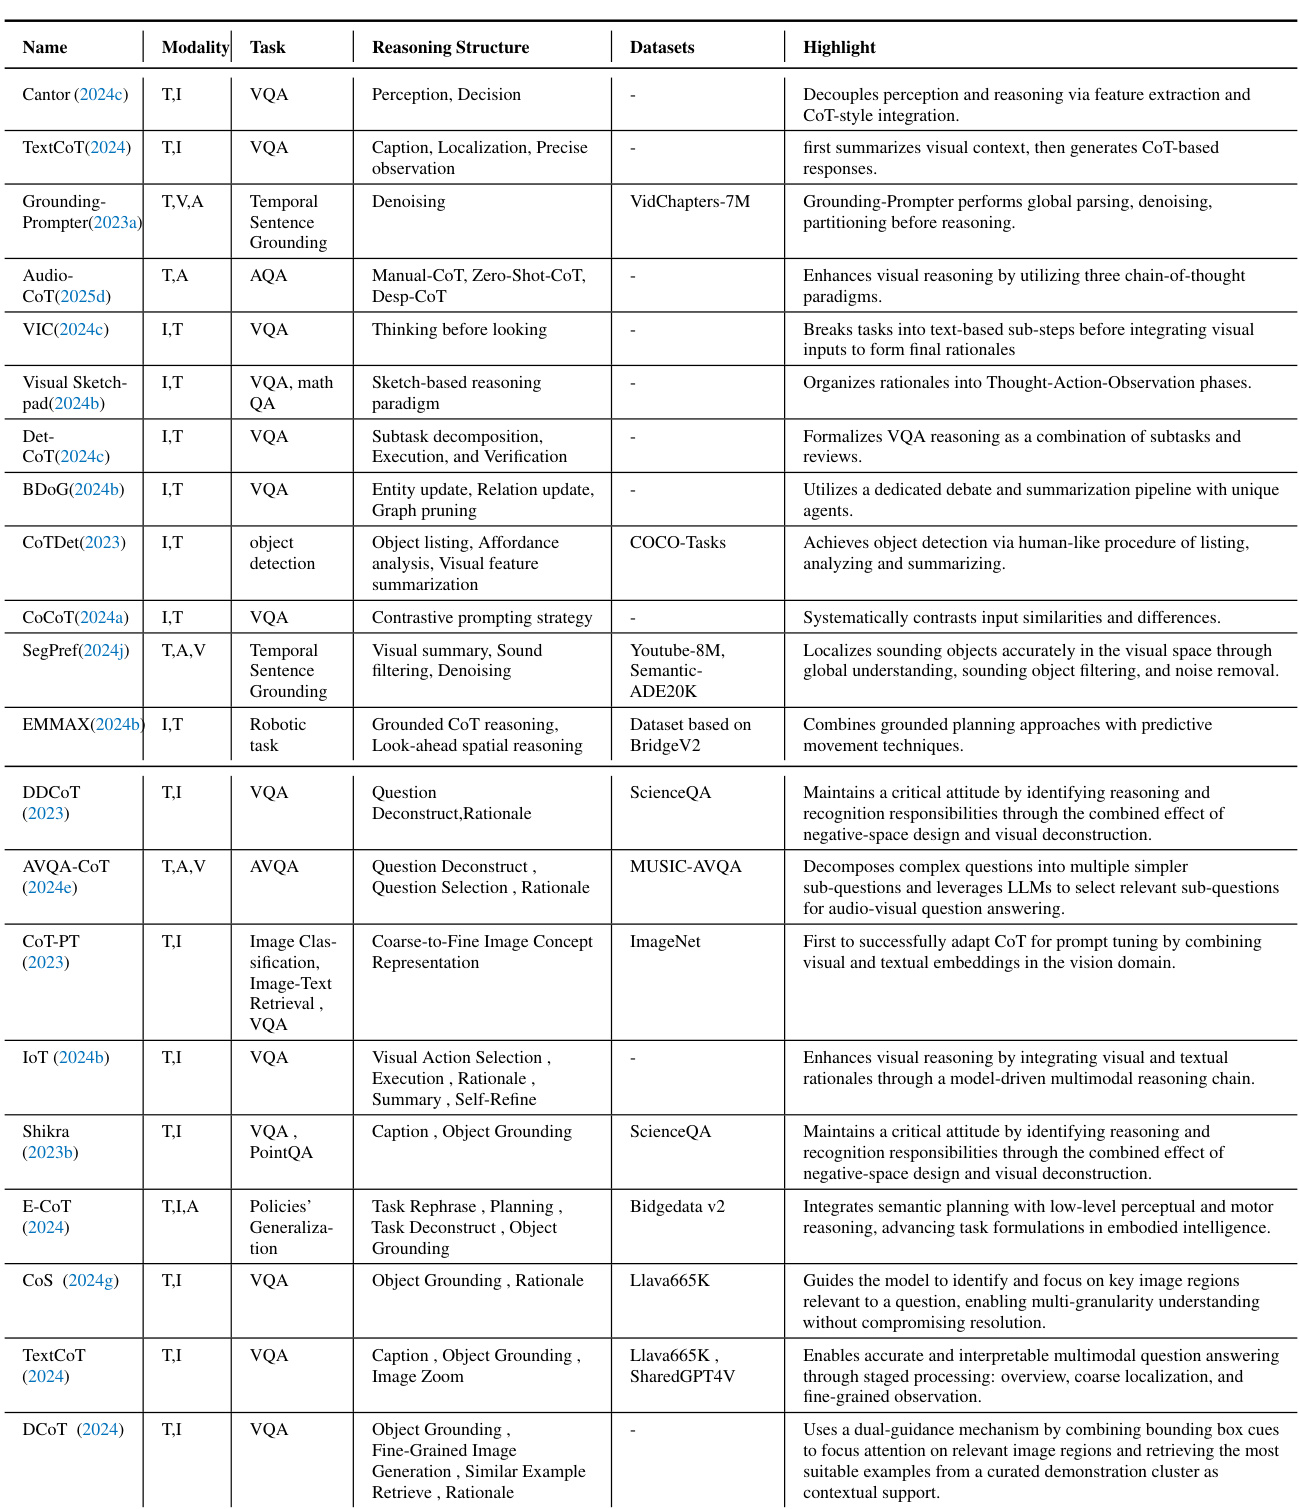 Name Modality Task Reasoning Structure Datasets Highlight
Cantor (2024c) T,I VQA Perception, Decision - Decouples perception and reasoning via feature extraction and
CoT-style integration.
TextCoT(2024) T,I VQA Caption, Localization, Precise - first summarizes visual context, then generates CoT-based
observation responses.
Grounding- T,V,A Temporal Denoising VidChapters-7M Grounding-Prompter performs global parsing, denoising,
Prompter(2023a) Sentence partitioning before reasoning.
Grounding
Audio- T,A AQA Manual-CoT, Zero-Shot-CoT, - Enhances visual reasoning by utilizing three chain-of-thought
CoT(2025d) Desp-CoT paradigms.
VIC(2024c) I,T VQA Thinking before looking - Breaks tasks into text-based sub-steps before integrating visual
inputs to form final rationales
Visual Sketch- I,T VQA, math Sketch-based reasoning - Organizes rationales into Thought-Action-Observation phases.
pad(2024b) QA paradigm
Det- I,T VQA Subtask decomposition, - Formalizes VQA reasoning as a combination of subtasks and
CoT(2024c) Execution, and Verification reviews.
BDoG(2024b) I,T VQA Entity update, Relation update, - Utilizes a dedicated debate and summarization pipeline with unique
Graph pruning agents.
CoTDet(2023) I,T object Object listing, Affordance COCO-Tasks Achieves object detection via human-like procedure of listing,
detection analysis, Visual feature analyzing and summarizing.
summarization
CoCoT(2024a) I,T VQA Contrastive prompting strategy - Systematically contrasts input similarities and differences.
SegPref(2024j) T,A,V Temporal Visual summary, Sound Youtube-8M, Localizes sounding objects accurately in the visual space through
Sentence filtering, Denoising Semantic- global understanding, sounding object filtering, and noise removal.
Grounding ADE20K
EMMAX(2024b) I,T Robotic Grounded CoT reasoning, Dataset based on Combines grounded planning approaches with predictive
task Look-ahead spatial reasoning BridgeV2 movement techniques.
DDCoT T,I VQA Question ScienceQA Maintains a critical attitude by identifying reasoning and
(2023) Deconstruct,Rationale recognition responsibilities through the combined effect of
negative-space design and visual deconstruction.
AVQA-CoT T,A,V AVQA Question Deconstruct , MUSIC-AVQA Decomposes complex questions into multiple simpler
(2024e) Question Selection , Rationale sub-questions and leverages LLMs to select relevant sub-questions
for audio-visual question answering.
CoT-PT T,I Image Clas- Coarse-to-Fine Image Concept ImageNet First to successfully adapt CoT for prompt tuning by combining
(2023) sification, Representation visual and textual embeddings in the vision domain.
Image-Text
Retrieval ,
VQA
IoT (2024b) T,I VQA Visual Action Selection , - Enhances visual reasoning by integrating visual and textual
Execution , Rationale , rationales through a model-driven multimodal reasoning chain.
Summary , Self-Refine
Shikra T,I VQA , Caption , Object Grounding ScienceQA Maintains a critical attitude by identifying reasoning and
(2023b) PointQA recognition responsibilities through the combined effect of
negative-space design and visual deconstruction.
E-CoT T,I,A Policies’ Task Rephrase , Planning , Bidgedata v2 Integrates semantic planning with low-level perceptual and motor
(2024) Generaliza- Task Deconstruct , Object reasoning, advancing task formulations in embodied intelligence.
tion Grounding
CoS (2024g) T,I VQA Object Grounding , Rationale Llava665K Guides the model to identify and focus on key image regions
relevant to a question, enabling multi-granularity understanding
without compromising resolution.
TextCoT T,I VQA Caption , Object Grounding , Llava665K , Enables accurate and interpretable multimodal question answering
(2024) Image Zoom SharedGPT4V through staged processing: overview, coarse localization, and
fine-grained observation.
DCoT (2024) T,I VQA Object Grounding , - Uses a dual-guidance mechanism by combining bounding box cues
Fine-Grained Image to focus attention on relevant image regions and retrieving the most
Generation , Similar Example suitable examples from a curated demonstration cluster as
Retrieve , Rationale contextual support.